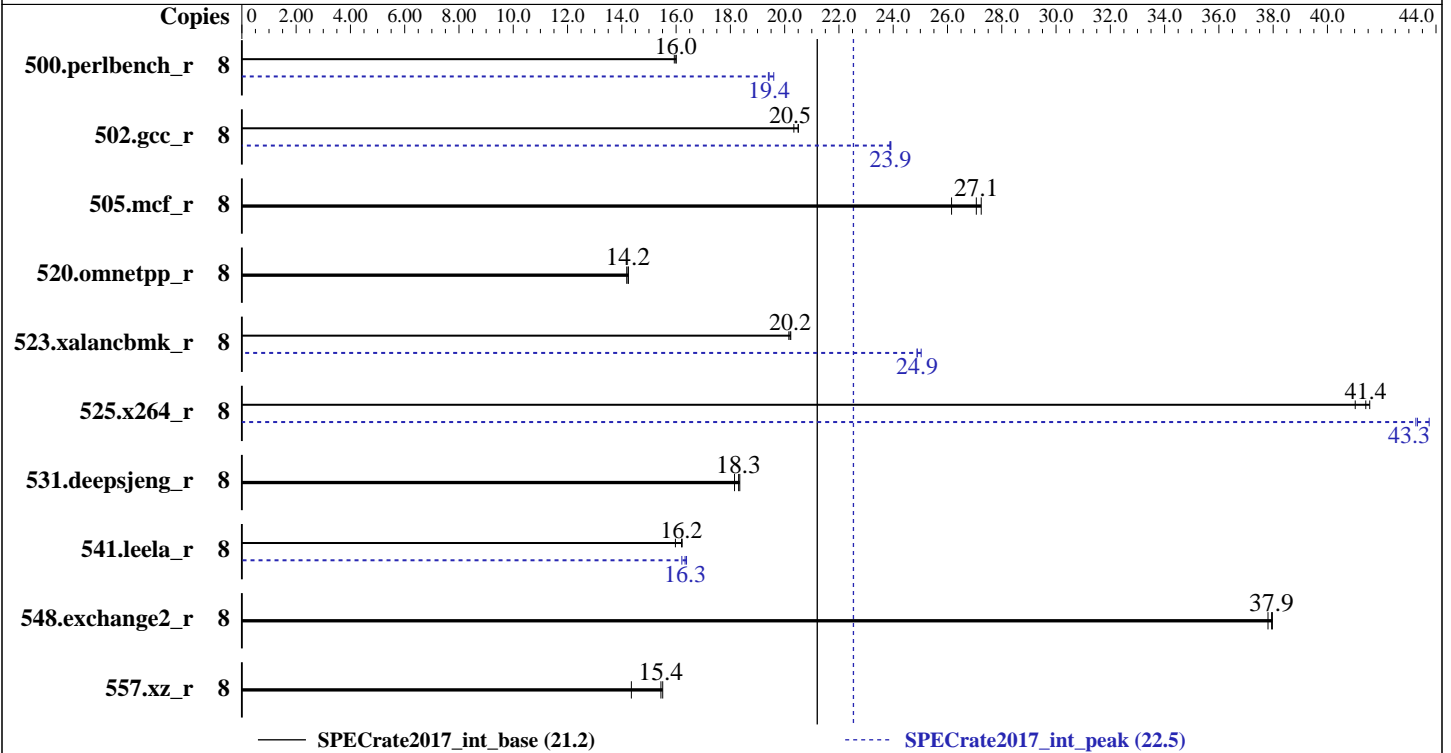 Copies 0 2.00 4.00 6.00 8.00 10.0 12.0 14.0 16.0 18.0 20.0 22.0 24.0 26.0 28.0 30.0 32.0 34.0 36.0 38.0 40.0 44.0
500.perlbench_r 8 16.0
19.4
502.gcc_r 8 20.5
23.9
505.mcf_r 8 27.1
520.omnetpp_r 8 14.2
523.xalancbmk_r 8 20.2
24.9
525.x264_r 8 41.4
43.3
531.deepsjeng_r 8 18.3
541.leela_r 8 16.2
16.3
548.exchange2_r 8 37.9
557.xz_r 8 15.4
SPECrate2017_int_base (21.2) SPECrate2017_int_peak (22.5)